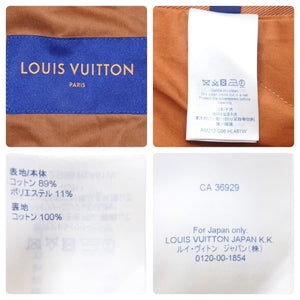 LOUIS VUITTON
PARIS
表地/本体
コットン 89%
ポリエステル 11%
裏地
コットン 100%
CA 36929
For Japan only:
LOUIS VUITTON JAPAN K.K.
ルイ・ヴィトン ジャパン(株)
0120-00-1854